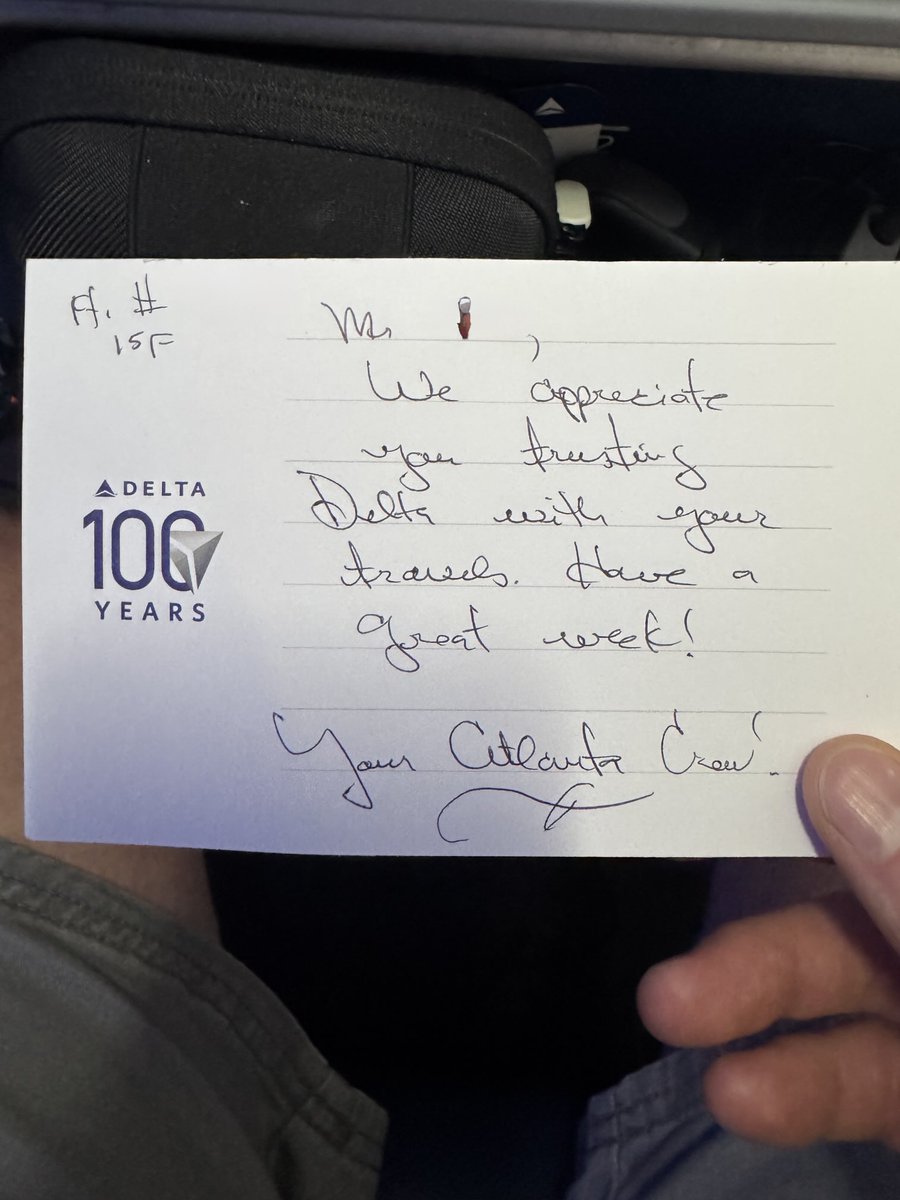 Fl. #
15F
Mr ,
We appreciate
you trusting
Delta with your
travels. Have a
great week!
Your Atlanta Crew!
DELTA
100
YEARS